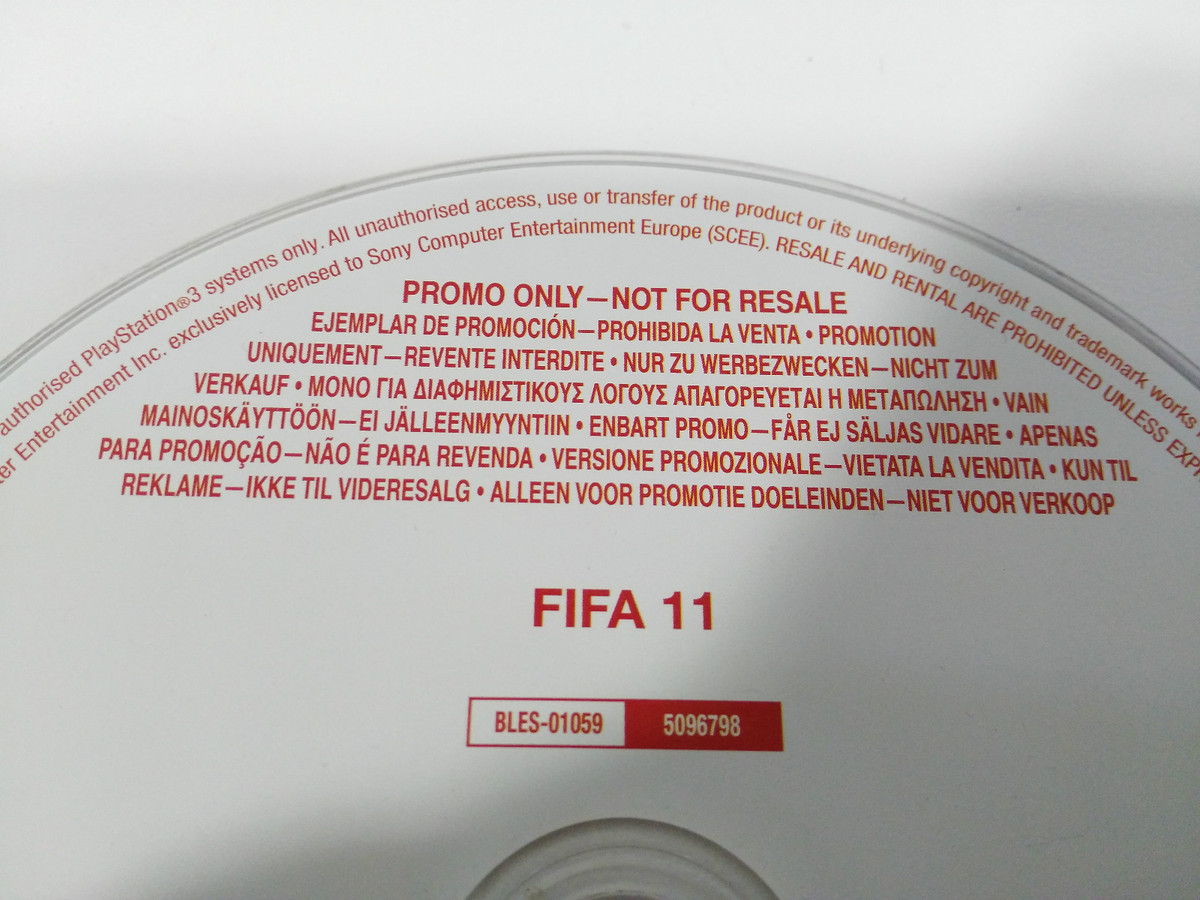 authorised PlayStation®3 systems only. All unauthorised access, use or transfer of the product or its underlying copyright and trademark works
Entertainment Inc. exclusively licensed to Sony Computer Entertainment Europe (SCEE). RESALE AND RENTAL ARE PROHIBITED UNLESS
PROMO ONLY—NOT FOR RESALE
EJEMPLAR DE PROMOCIÓN—PROHIBIDA LA VENTA • PROMOTION
UNIQUEMENT—REVENTE INTERDITE • NUR ZU WERBEZWECKEN—NICHT ZUM
VERKAUF • ΜΟΝΟ ΓΙΑ ΔΙΑΦΗΜΙΣΤΙΚΟΥΣ ΛΟΓΟΥΣ ΑΠΑΓΟΡΕΥΕΤΑΙ Η ΜΕΤΑΠΩΛΗΣΗ • VAIN
MAINOSKÄYTTÖÖN—EI JÄLLEENMYYNTIIN • ENBART PROMO—FÅR EJ SÄLJAS VIDARE • APENAS
PARA PROMOÇÃO—NÃO É PARA REVENDA • VERSIONE PROMOZIONALE—VIETATA LA VENDITA • KUN TIL
REKLAME—IKKE TIL VIDERESALG • ALLEEN VOOR PROMOTIE DOELEINDEN—NIET VOOR VERKOOP
FIFA 11
BLES-01059 5096798